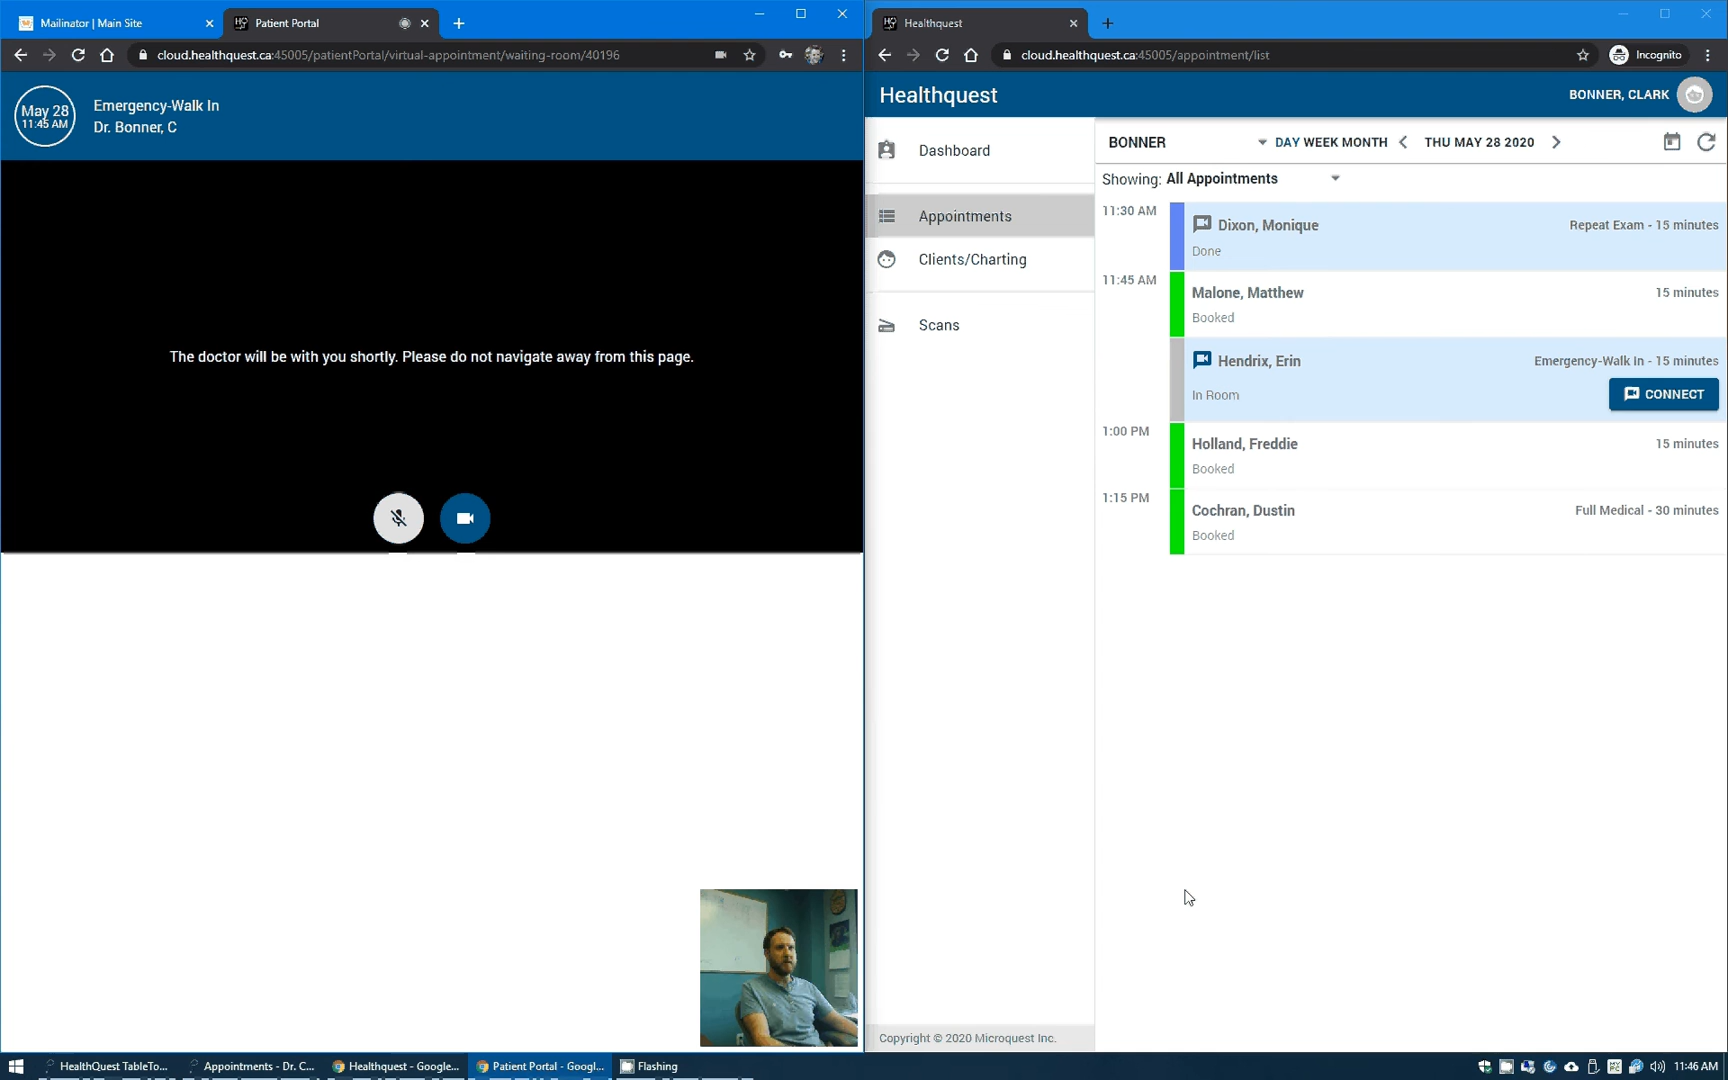 Mailinator | Main Site
Patient Portal
cloud.healthquest.ca:45005/patientPortal/virtual-appointment/waiting-room/40196
May 28
11:45 AM
Emergency-Walk In
Dr. Bonner, C
The doctor will be with you shortly. Please do not navigate away from this page.
Healthquest
cloud.healthquest.ca:45005/appointment/list
Incognito
Healthquest
BONNER, CLARK
Dashboard
Appointments
Clients/Charting
Scans
BONNER
DAY WEEK MONTH
THU MAY 28 2020
Showing: All Appointments
11:30 AM
Dixon, Monique
Repeat Exam - 15 minutes
Done
11:45 AM
Malone, Matthew
15 minutes
Booked
Hendrix, Erin
Emergency-Walk In - 15 minutes
In Room
CONNECT
1:00 PM
Holland, Freddie
15 minutes
Booked
1:15 PM
Cochran, Dustin
Full Medical - 30 minutes
Booked
Copyright © 2020 Microquest Inc.
HealthQuest TableTo...
Appointments - Dr. C...
Healthquest - Google...
Patient Portal - Googl...
Flashing
11:46 AM